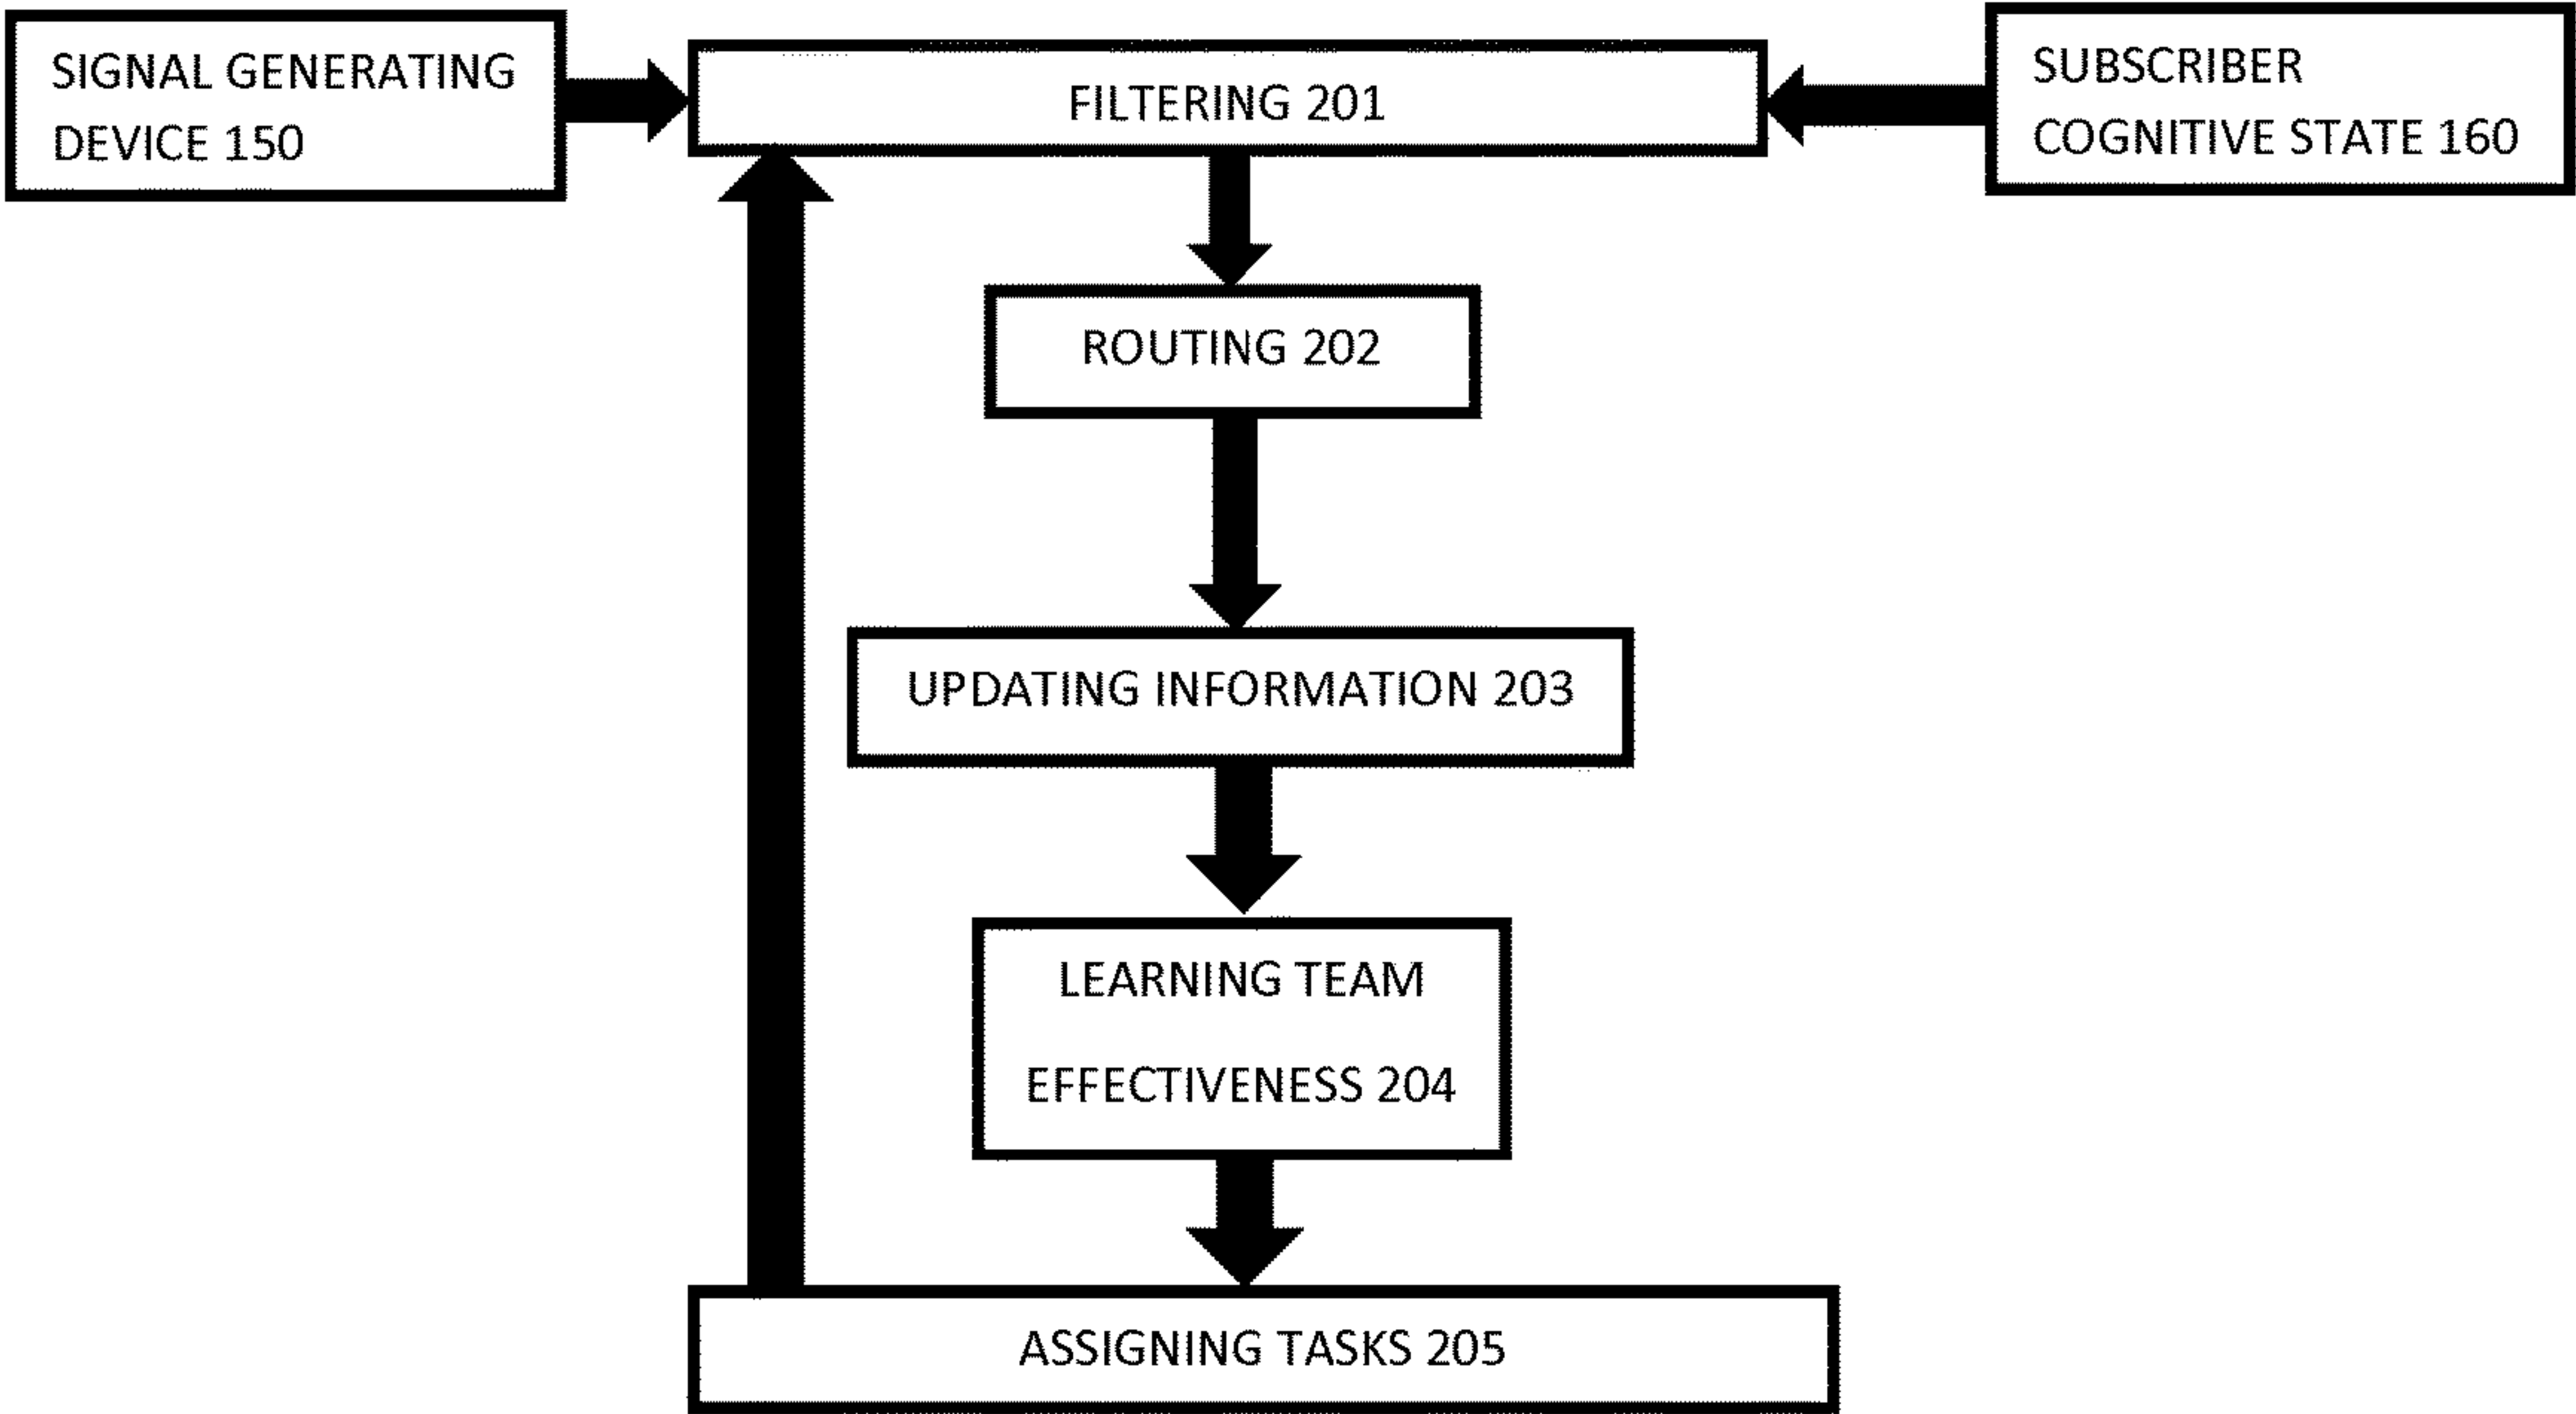 SIGNAL GENERATING
DEVICE 150
FILTERING 201
SUBSCRIBER
COGNITIVE STATE 160
ROUTING 202
UPDATING INFORMATION 203
LEARNING TEAM
EFFECTIVENESS 204
ASSIGNING TASKS 205